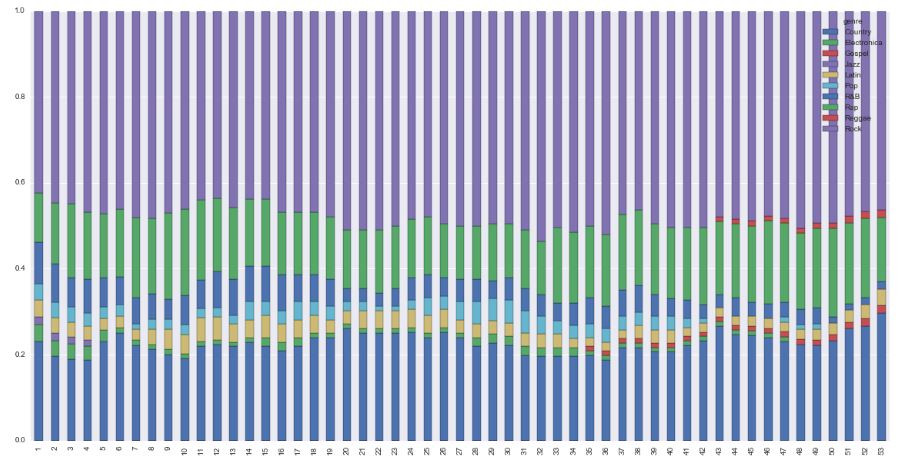 1.0
0.8
0.6
0.4
0.2
0.0
genre
Country
Electronica
Gospel
Jazz
Latin
Pop
R&B
Rap
Reggae
Rock
1 2 3 4 5 6 7 8 9 10 11 12 13 14 15 16 17 18 19 20 21 22 23 24 25 26 27 28 29 30 31 32 33 34 35 36 37 38 39 40 41 42 43 44 45 46 47 48 49 50 51 52 53